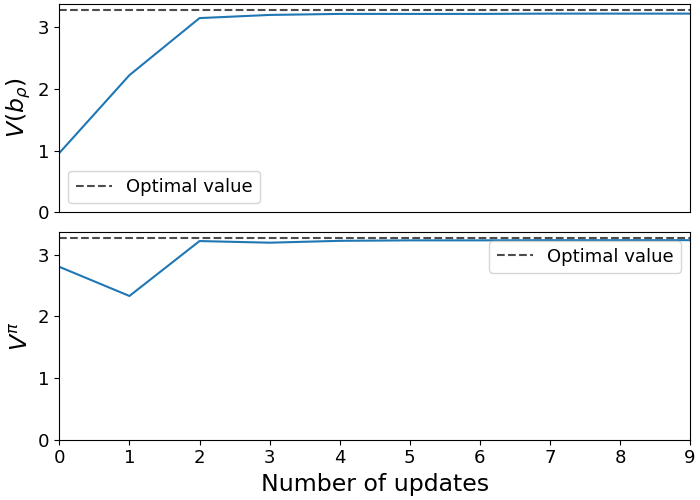 3
2
1
0
V(b_ρ)
Optimal value
3
2
1
0
V^π
Optimal value
0 1 2 3 4 5 6 7 8 9
Number of updates